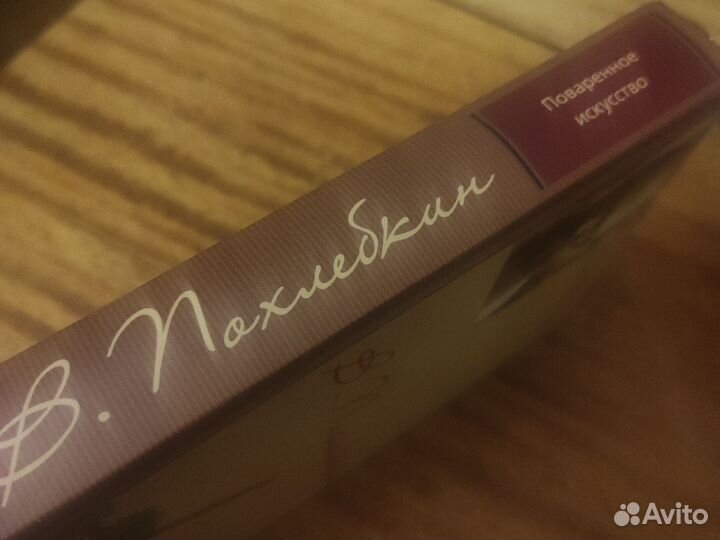 В. Похлебкин
Поваренное
искусство
Avito